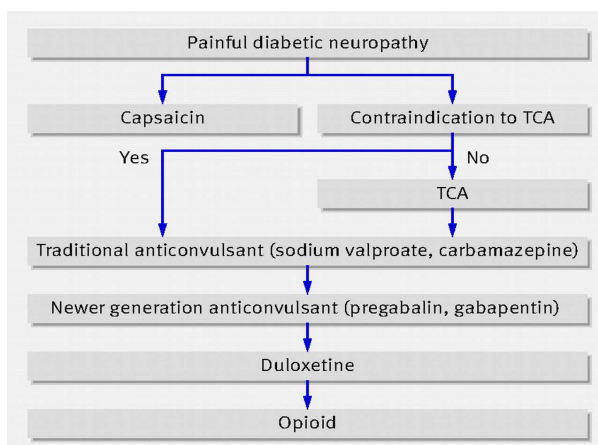 Painful diabetic neuropathy
Capsaicin
Contraindication to TCA
Yes
No
TCA
Traditional anticonvulsant (sodium valproate, carbamazepine)
Newer generation anticonvulsant (pregabalin, gabapentin)
Duloxetine
Opioid